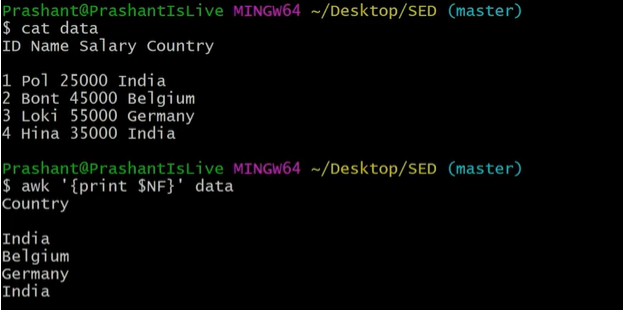 Prashant@PrashantIsLive MINGW64 ~/Desktop/SED (master)
$ cat data
ID Name Salary Country

1 Pol 25000 India
2 Bont 45000 Belgium
3 Loki 55000 Germany
4 Hina 35000 India

Prashant@PrashantIsLive MINGW64 ~/Desktop/SED (master)
$ awk '{print $NF}' data
Country

India
Belgium
Germany
India